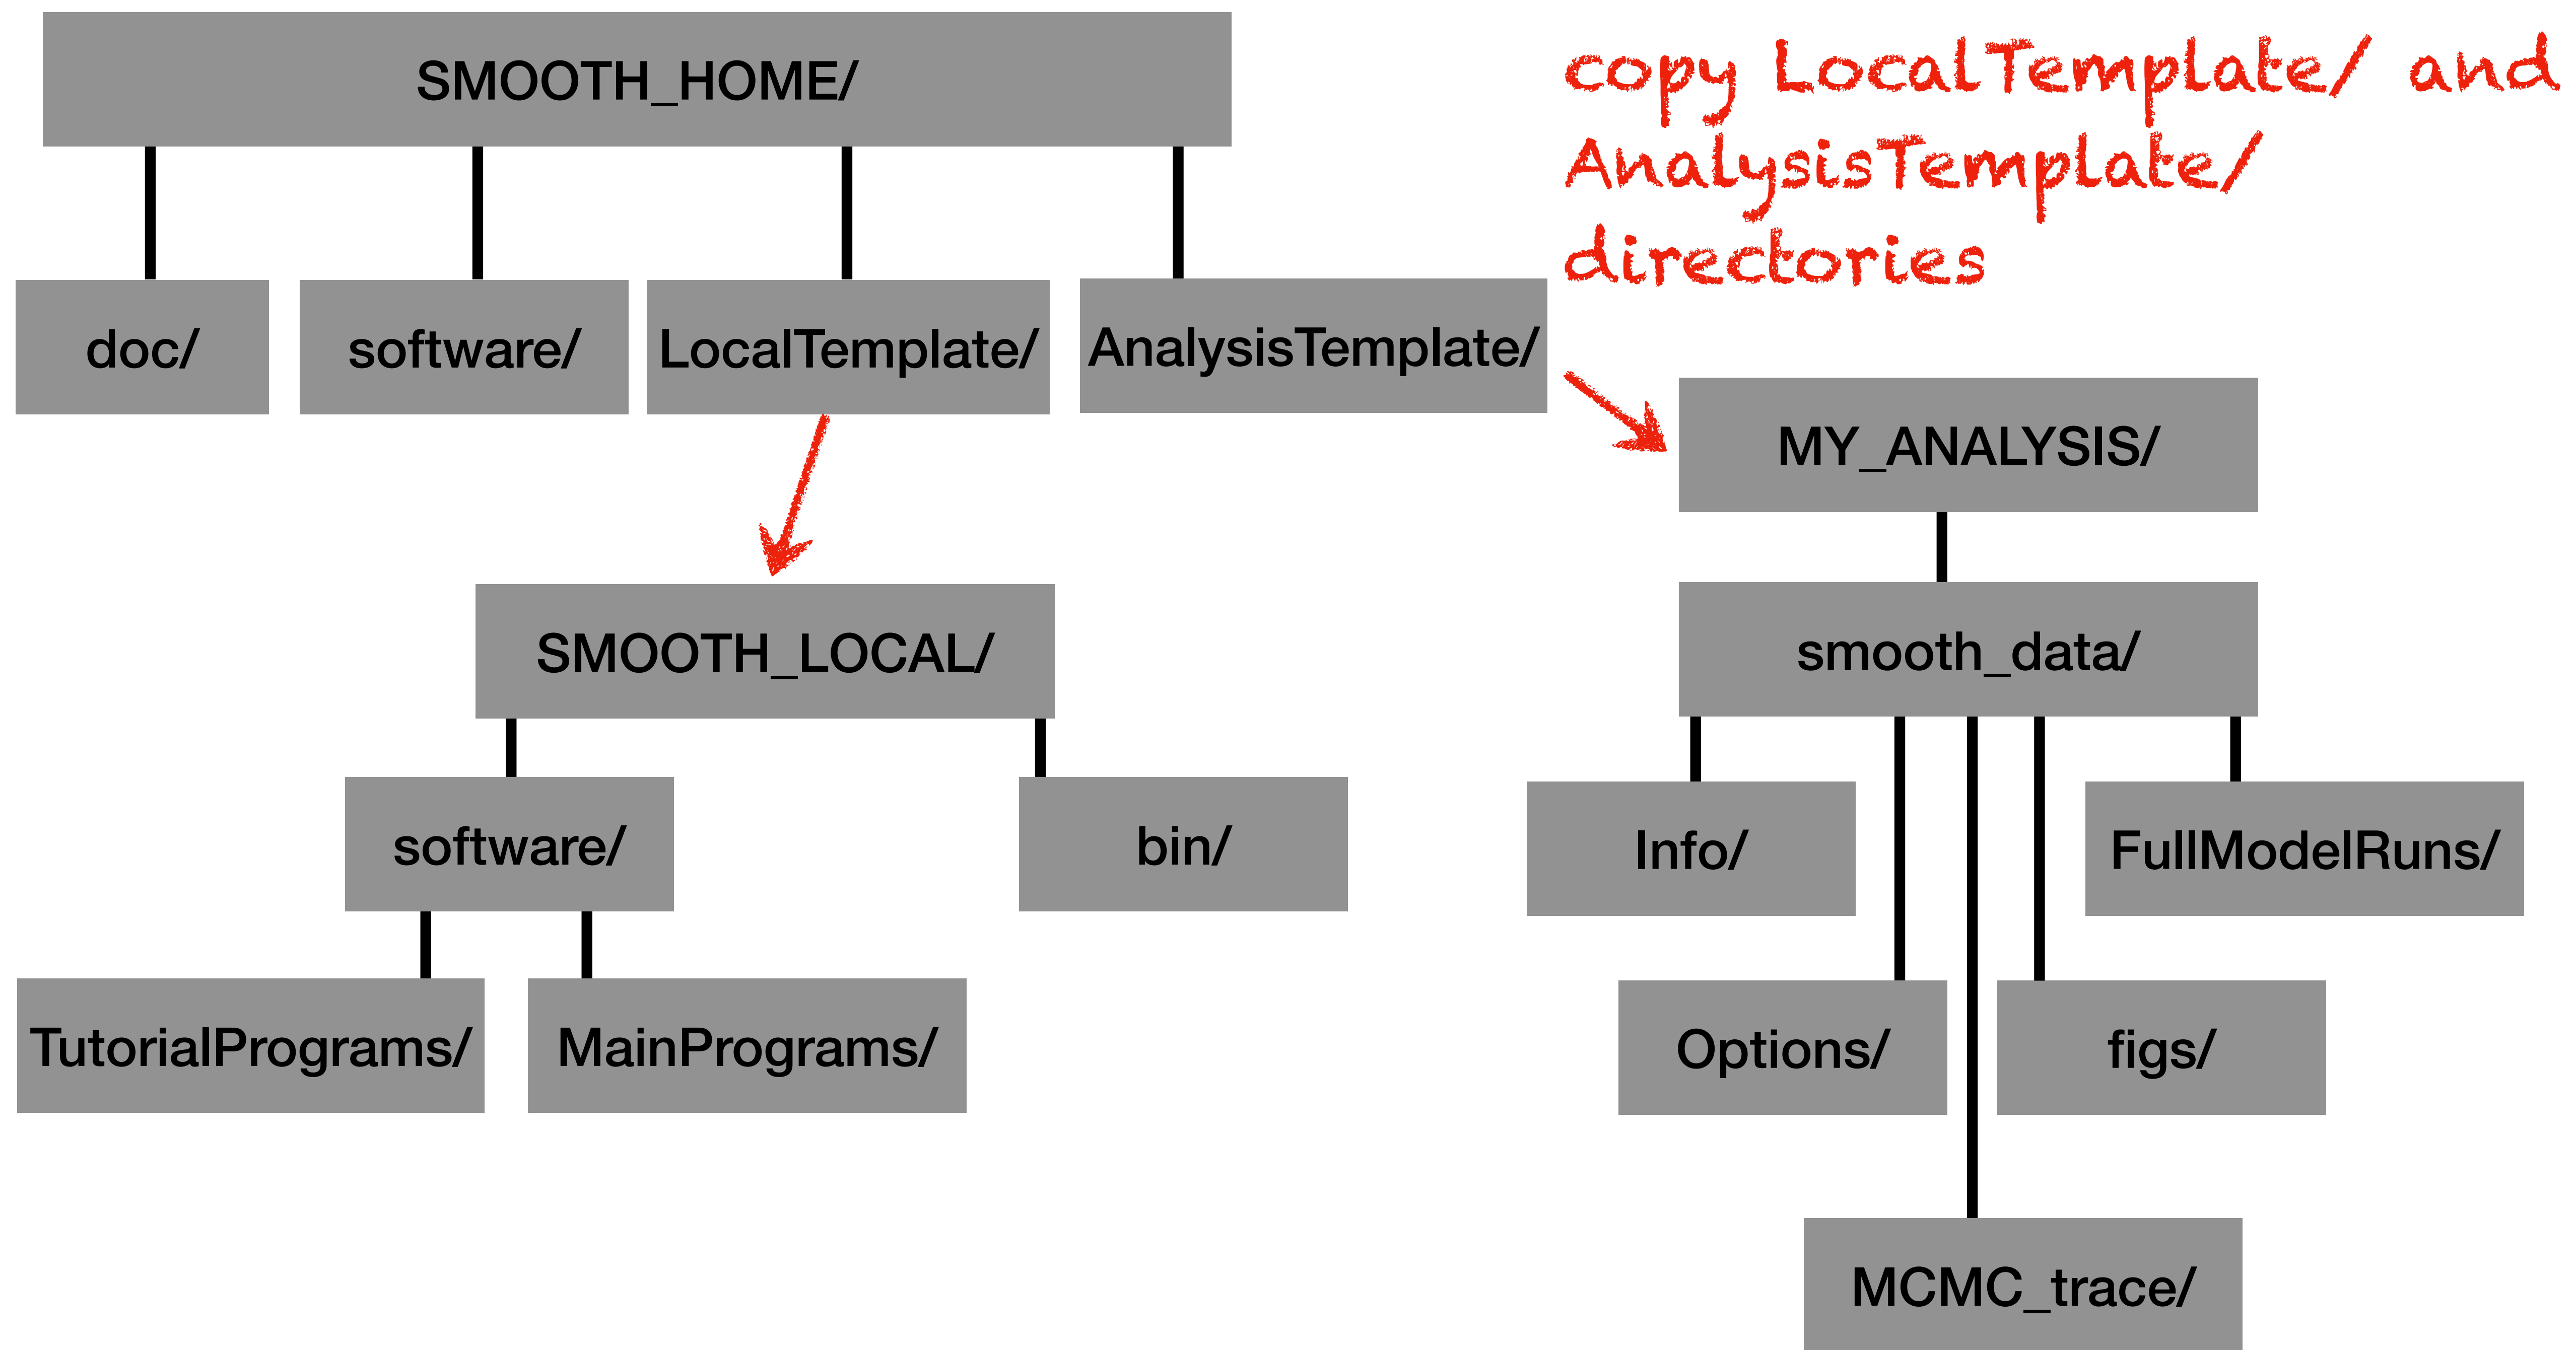 SMOOTH_HOME/
copy LocalTemplate/ and
AnalysisTemplate/
directories
doc/
software/
LocalTemplate/
AnalysisTemplate/
MY_ANALYSIS/
SMOOTH_LOCAL/
smooth_data/
software/
bin/
Info/
FullModelRuns/
TutorialPrograms/
MainPrograms/
Options/
figs/
MCMC_trace/